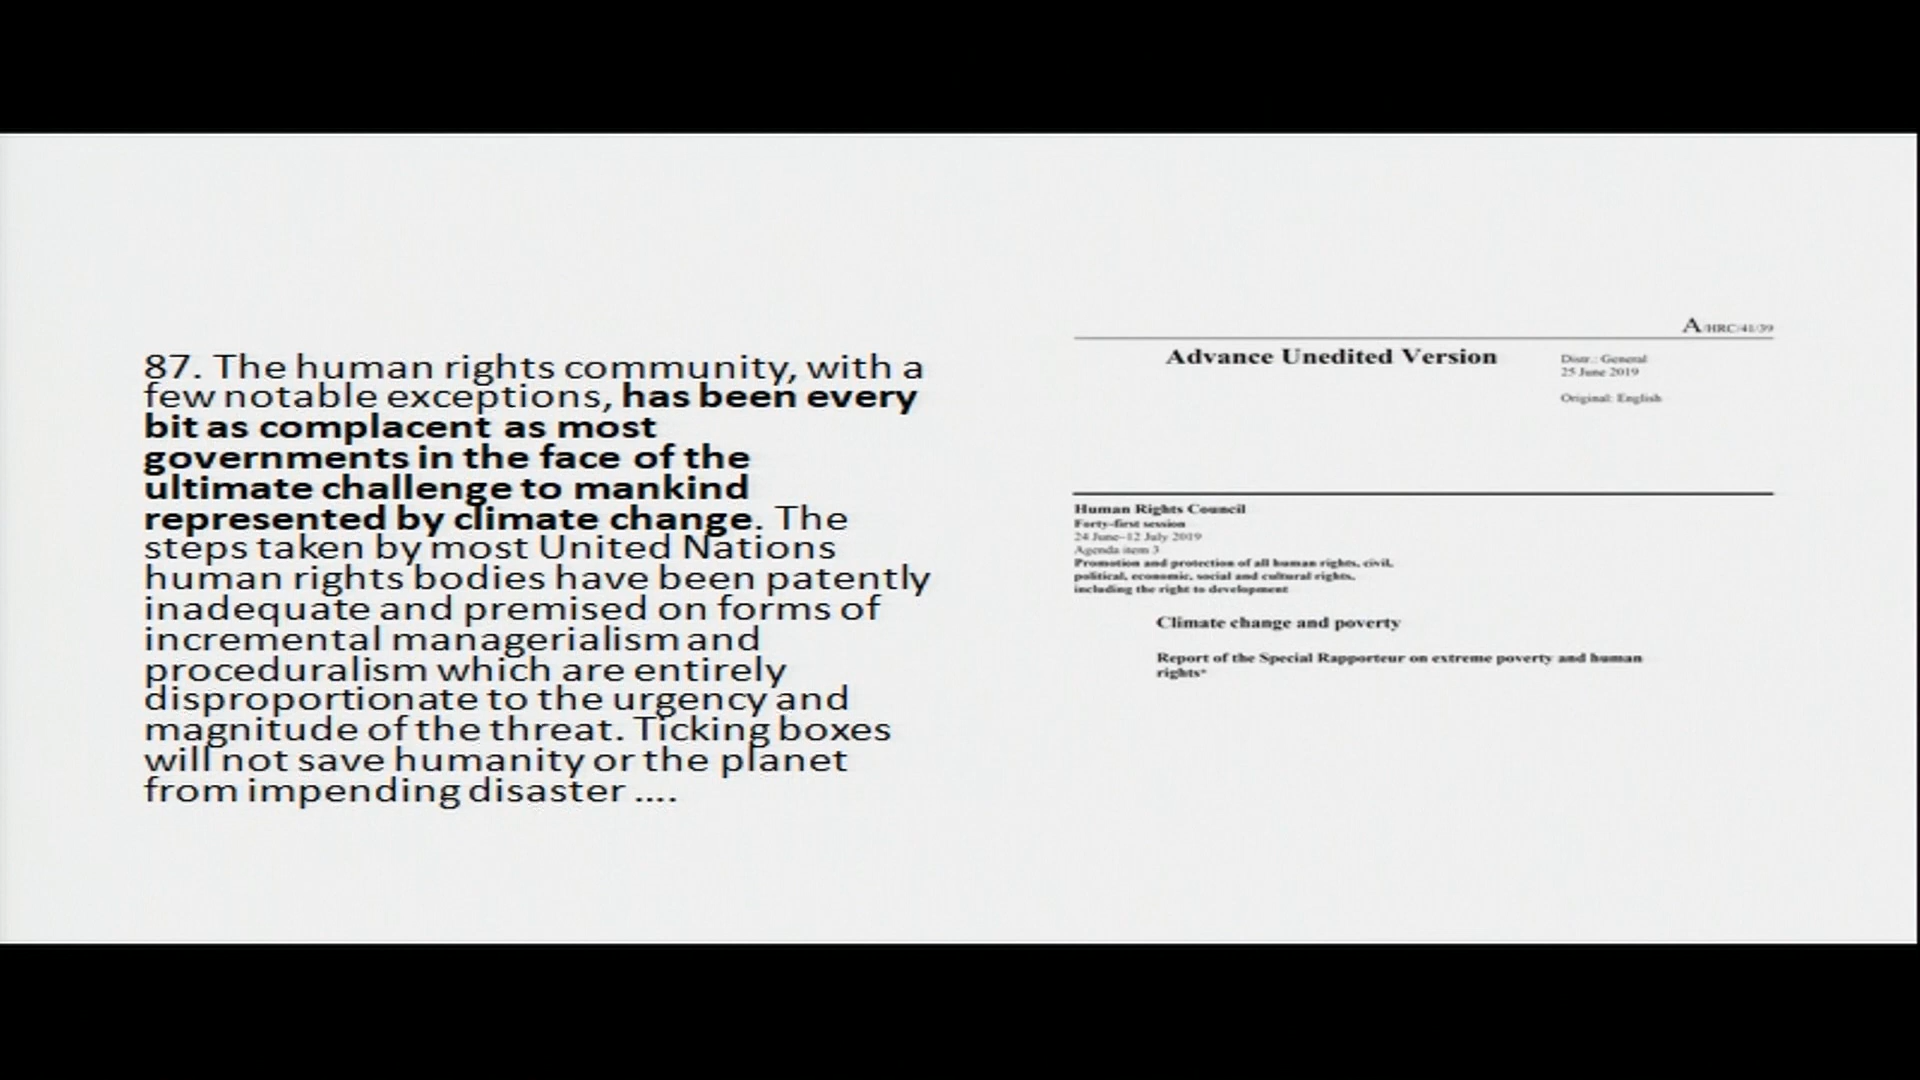 87. The human rights community, with a
few notable exceptions, has been every
bit as complacent as most
governments in the face of the
ultimate challenge to mankind
represented by climate change. The
steps taken by most United Nations
human rights bodies have been patently
inadequate and premised on forms of
incremental managerialism and
proceduralism which are entirely
disproportionate to the urgency and
magnitude of the threat. Ticking boxes
will not save humanity or the planet
from impending disaster ….
A/HRC/41/39
Advance Unedited Version
Distr.: General
25 June 2019
Original: English
Human Rights Council
Forty-first session
24 June–12 July 2019
Agenda item 3
Promotion and protection of all human rights, civil,
political, economic, social and cultural rights,
including the right to development
Climate change and poverty
Report of the Special Rapporteur on extreme poverty and human
rights*